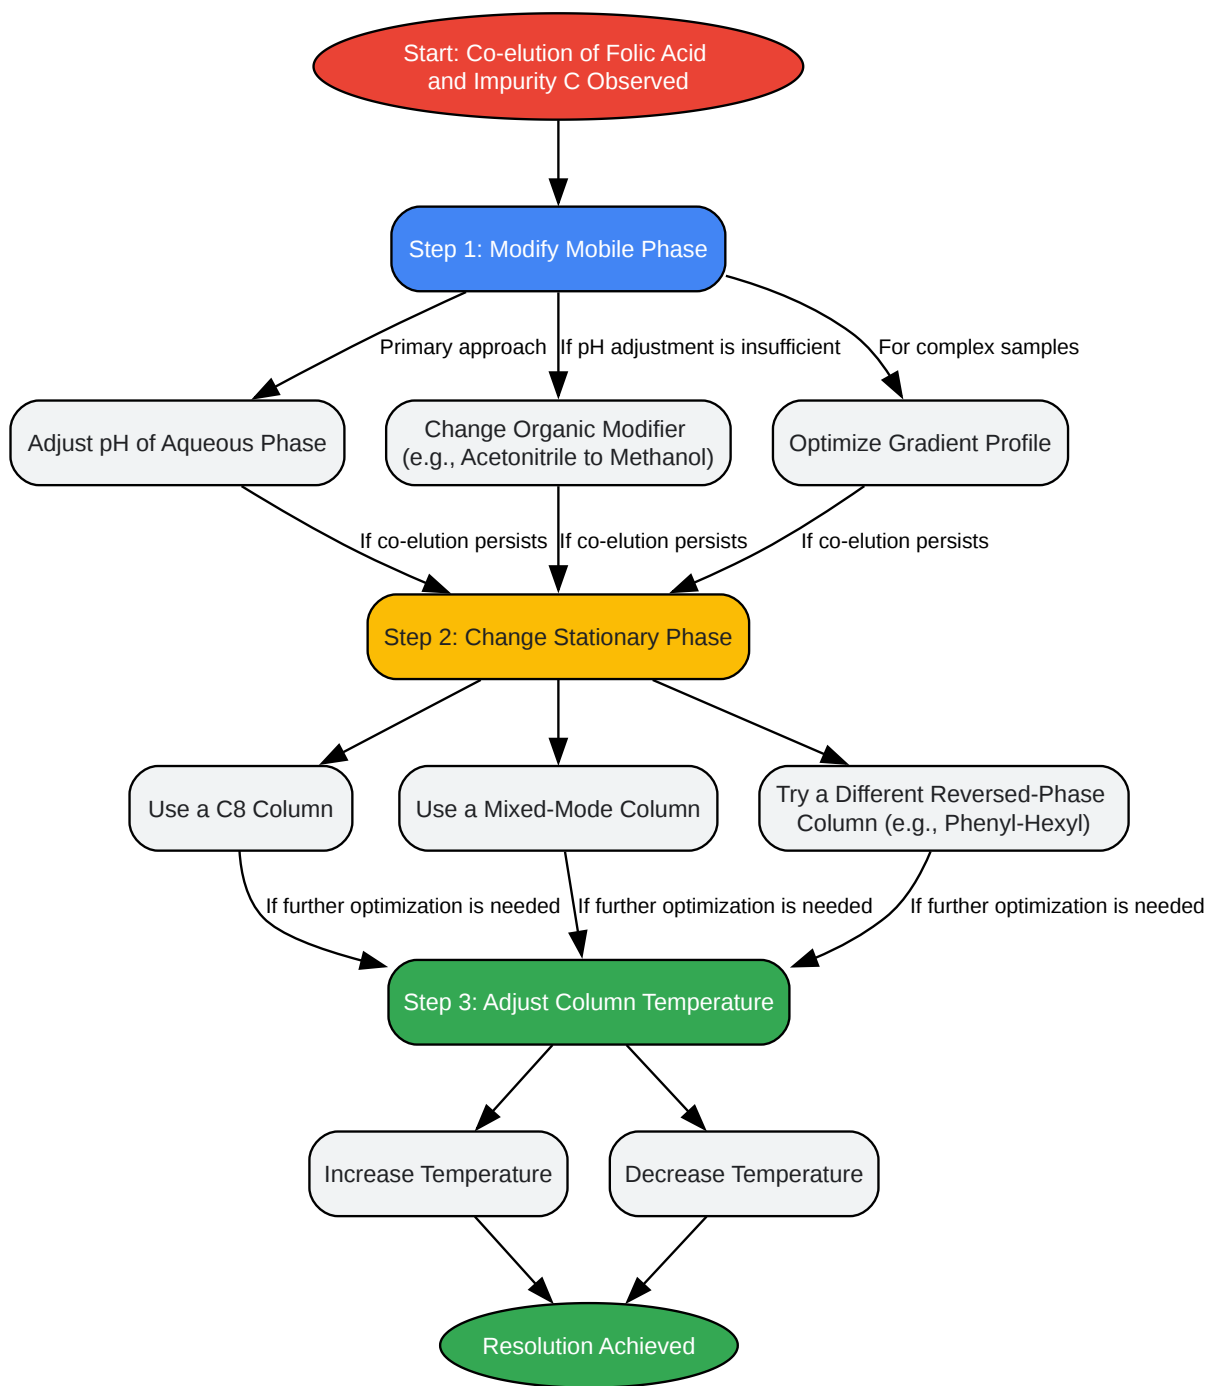 Start: Co-elution of Folic Acid
and Impurity C Observed
Step 1: Modify Mobile Phase
Primary approach
If pH adjustment is insufficient
For complex samples
Adjust pH of Aqueous Phase
Change Organic Modifier
(e.g., Acetonitrile to Methanol)
Optimize Gradient Profile
If co-elution persists
If co-elution persists
If co-elution persists
Step 2: Change Stationary Phase
Use a C8 Column
Use a Mixed-Mode Column
Try a Different Reversed-Phase
Column (e.g., Phenyl-Hexyl)
If further optimization is needed
If further optimization is needed
If further optimization is needed
Step 3: Adjust Column Temperature
Increase Temperature
Decrease Temperature
Resolution Achieved